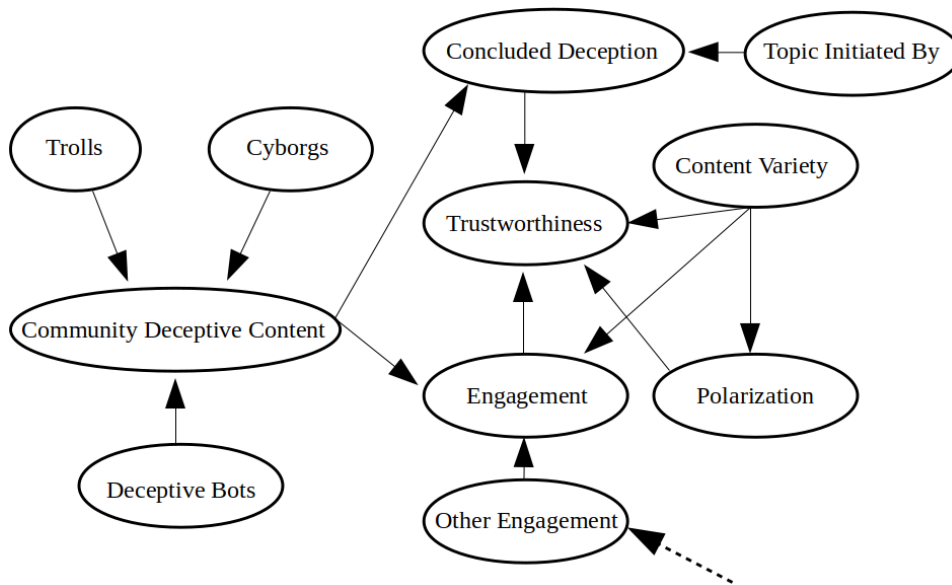 Concluded Deception
Topic Initiated By
Trolls
Cyborgs
Content Variety
Trustworthiness
Community Deceptive Content
Engagement
Polarization
Deceptive Bots
Other Engagement